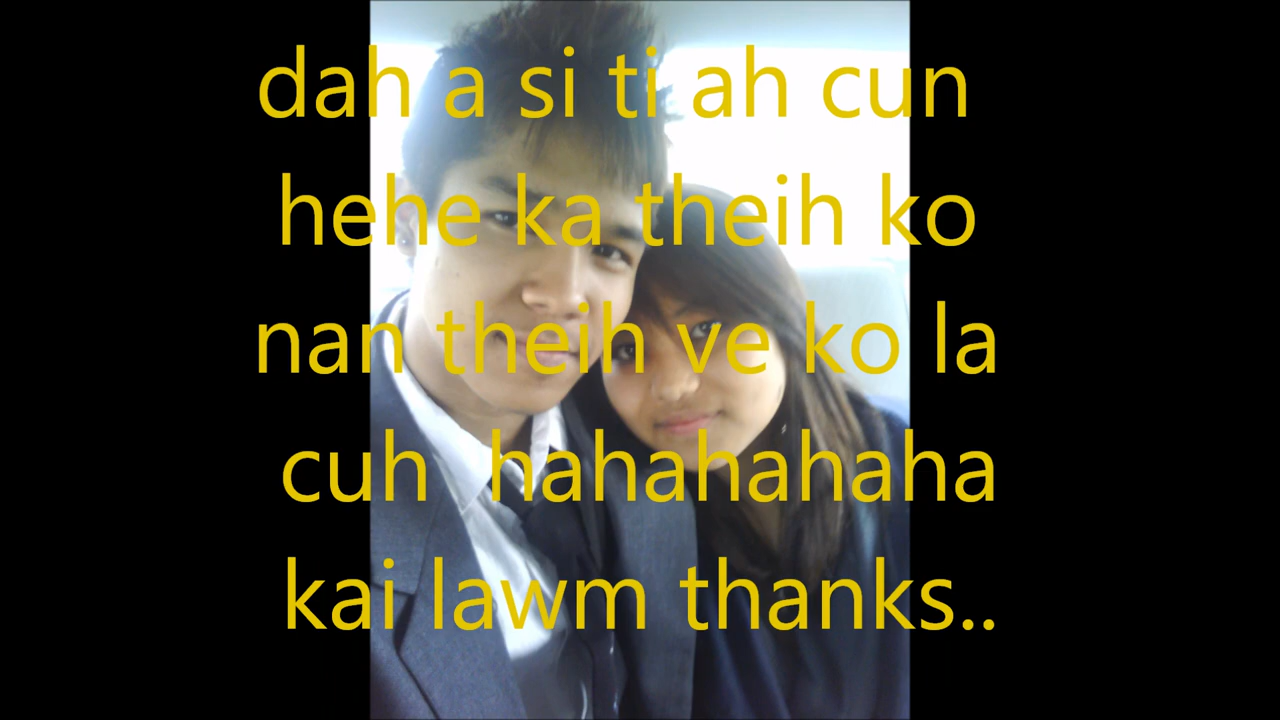 dah a si ti ah cun
hehe ka theih ko
nan theih ve ko la
cuh hahahahaha
kai lawm thanks..